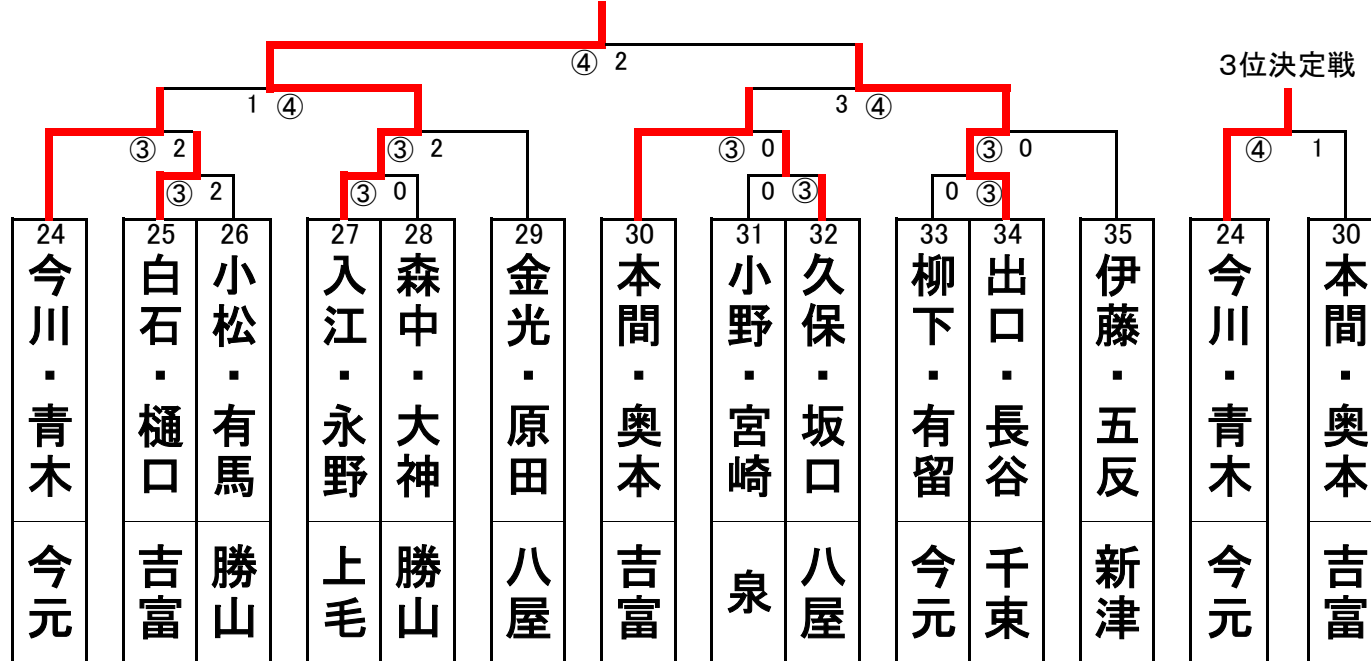 ④ 2
3位決定戦
1 ④
3 ④
③ 2
③ 2
③ 0
③ 0
④ 1
③ 2
③ 0
0 ③
0 ③
24
今川・青木
今元
25
白石・樋口
吉富
26
小松・有馬
勝山
27
入江・永野
上毛
28
森中・大神
勝山
29
金光・原田
八屋
30
本間・奥本
吉富
31
小野・宮崎
泉
32
久保・坂口
八屋
33
柳下・有留
今元
34
出口・長谷
千束
35
伊藤・五反
新津
24
今川・青木
今元
30
本間・奥本
吉富